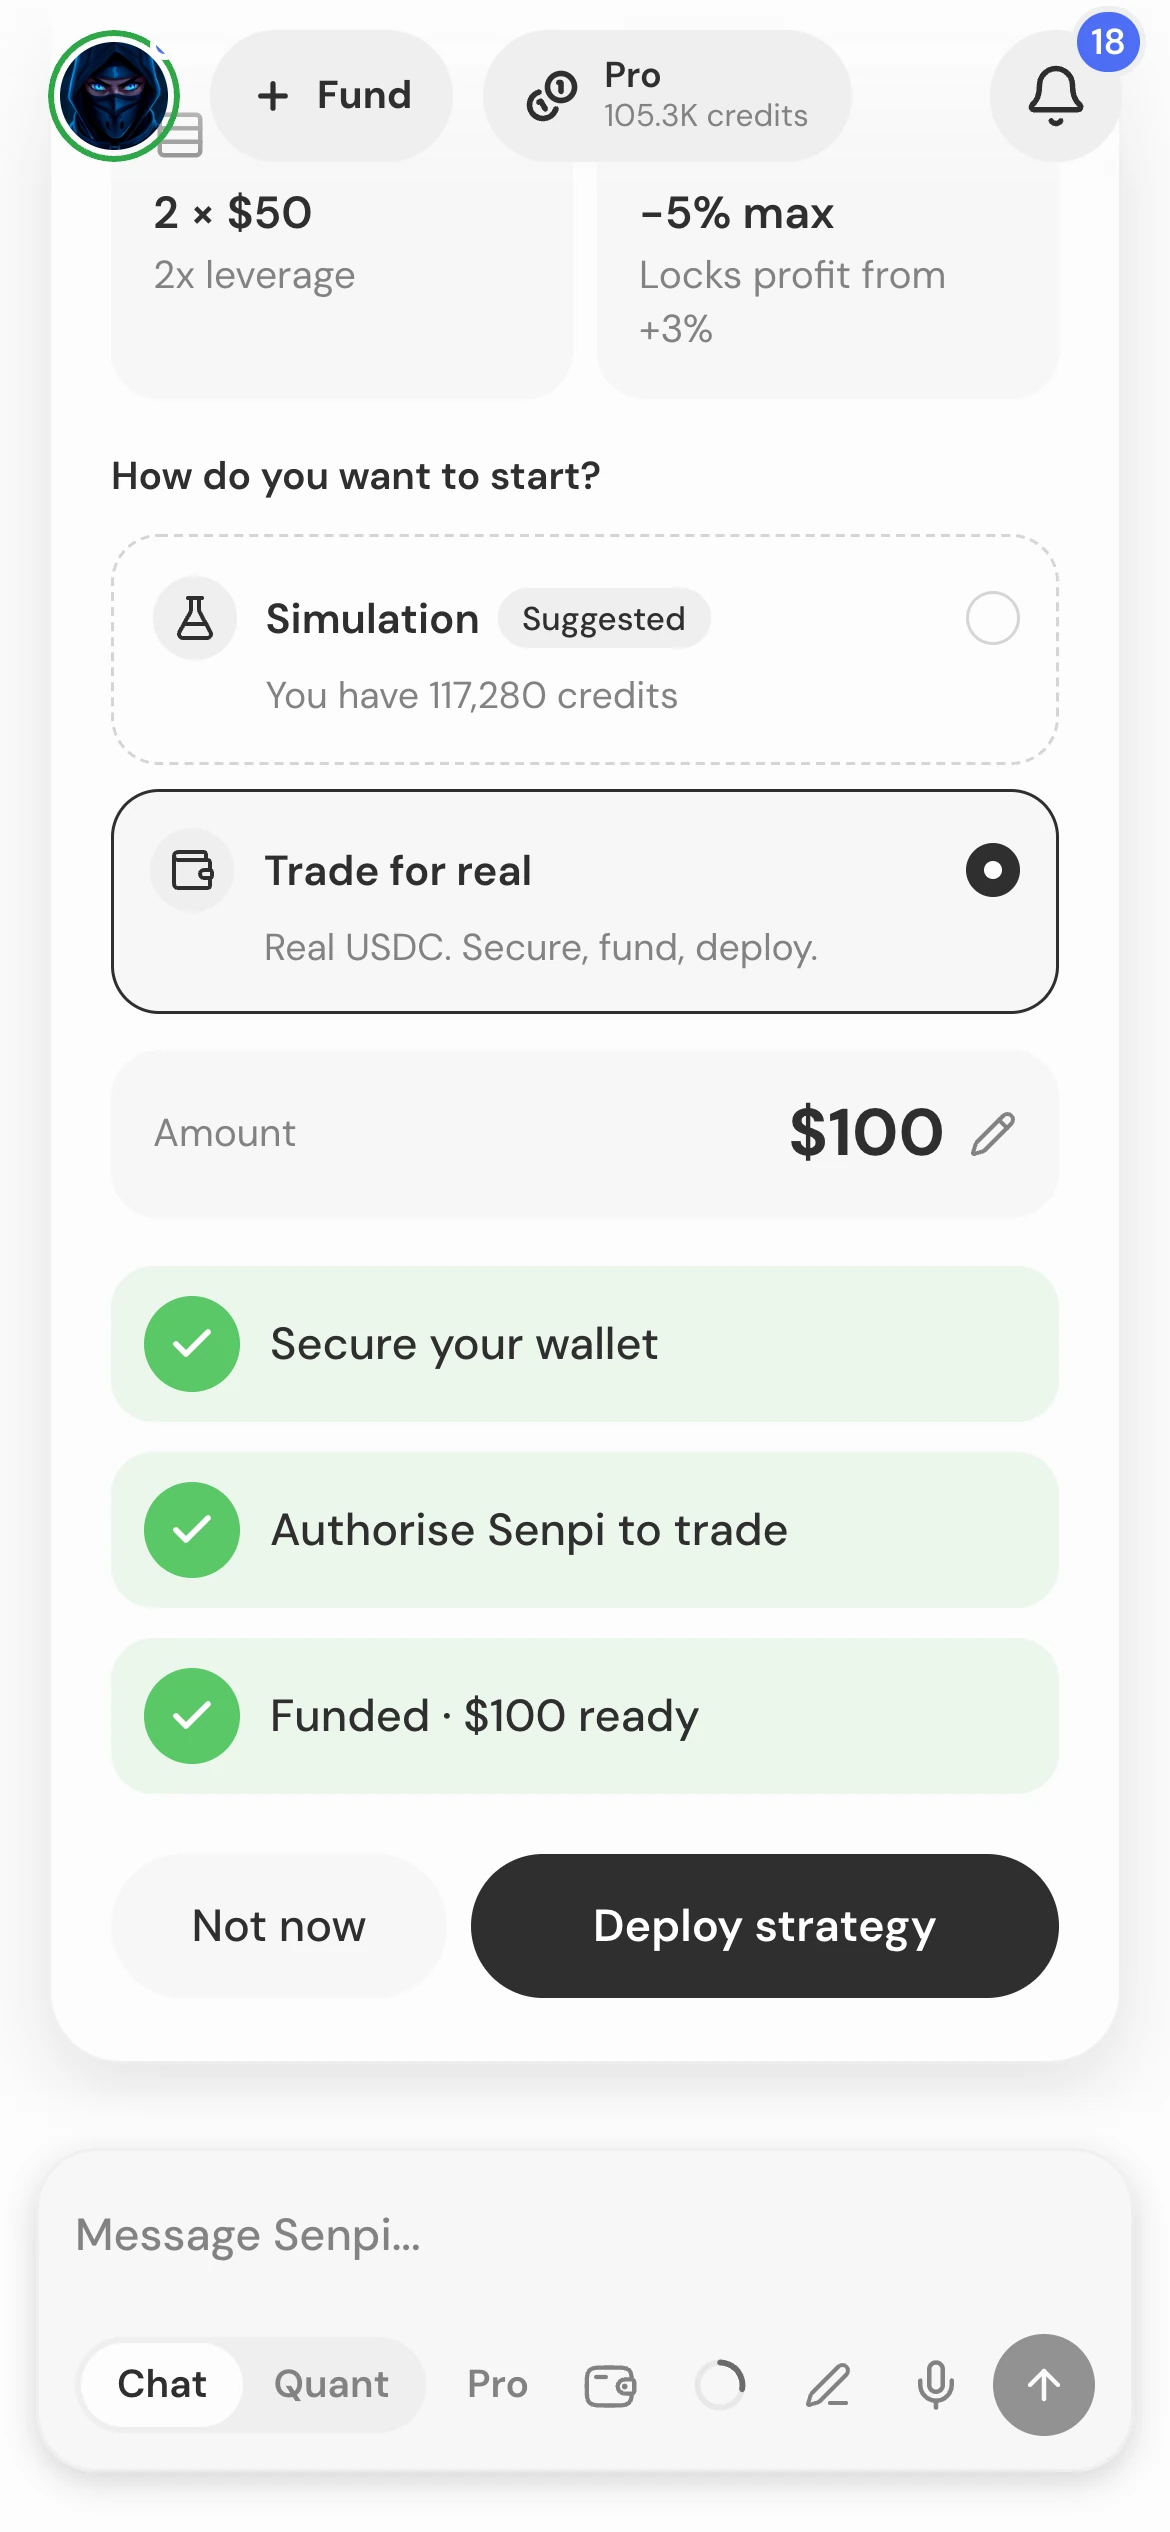 18
+ Fund
Pro
105.3K credits
2 × $50
2x leverage
-5% max
Locks profit from
+3%
How do you want to start?
Simulation
Suggested
You have 117,280 credits
Trade for real
Real USDC. Secure, fund, deploy.
Amount
$100
Secure your wallet
Authorise Senpi to trade
Funded · $100 ready
Not now
Deploy strategy
Message Senpi...
Chat
Quant
Pro